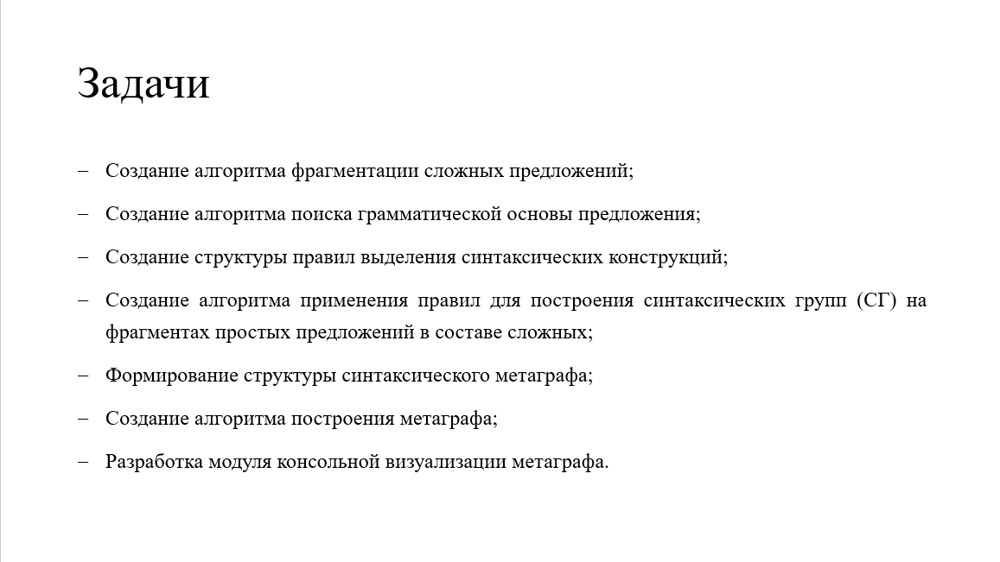 Задачи
– Создание алгоритма фрагментации сложных предложений;
– Создание алгоритма поиска грамматической основы предложения;
– Создание структуры правил выделения синтаксических конструкций;
– Создание алгоритма применения правил для построения синтаксических групп (СГ) на
фрагментах простых предложений в составе сложных;
– Формирование структуры синтаксического метаграфа;
– Создание алгоритма построения метаграфа;
– Разработка модуля консольной визуализации метаграфа.